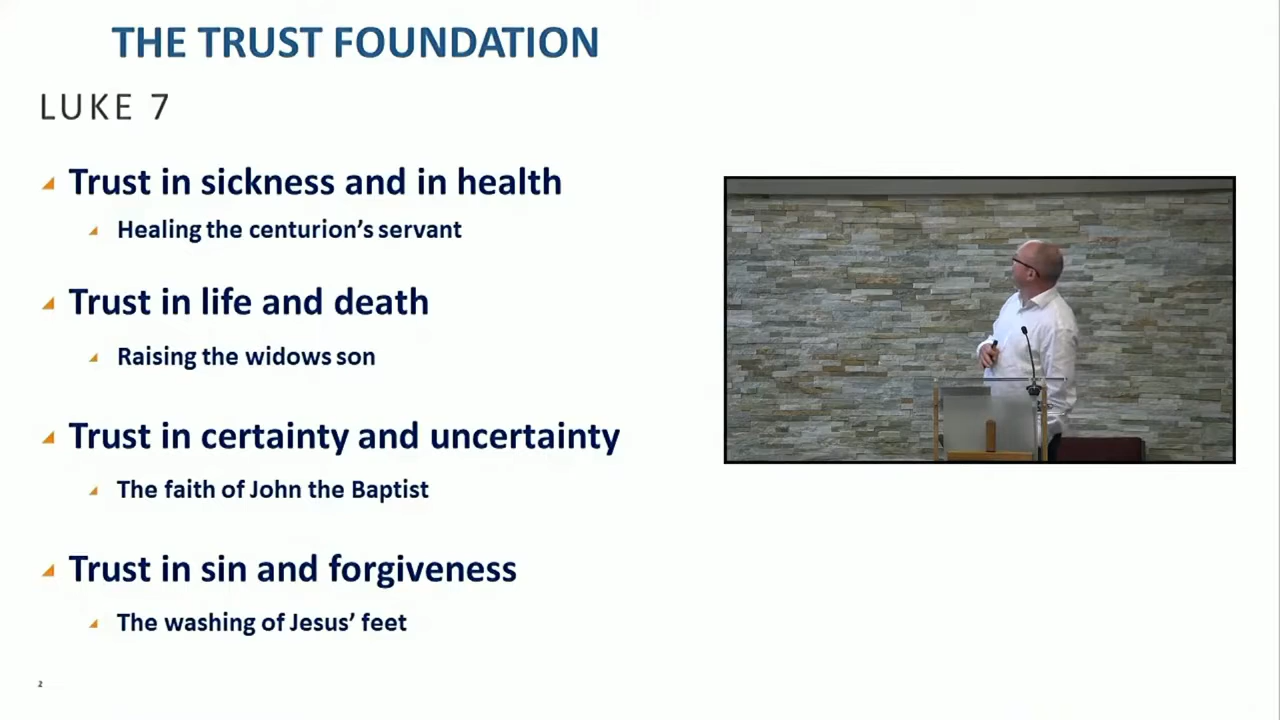 THE TRUST FOUNDATION
LUKE 7
Trust in sickness and in health
Healing the centurion's servant
Trust in life and death
Raising the widows son
Trust in certainty and uncertainty
The faith of John the Baptist
Trust in sin and forgiveness
The washing of Jesus' feet
2